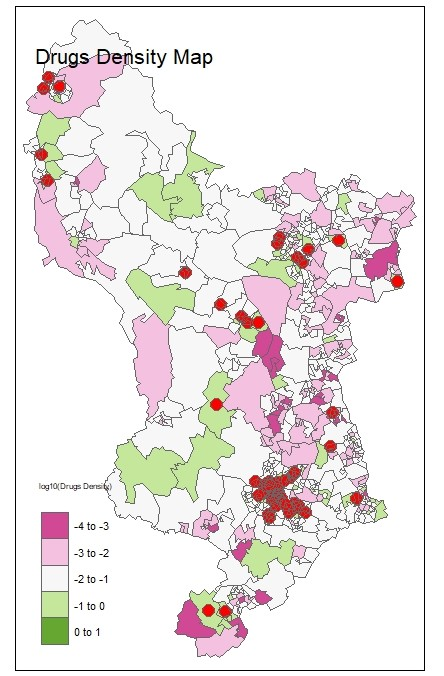 Drugs Density Map
log10(Drugs Density)
-4 to -3
-3 to -2
-2 to -1
-1 to 0
0 to 1